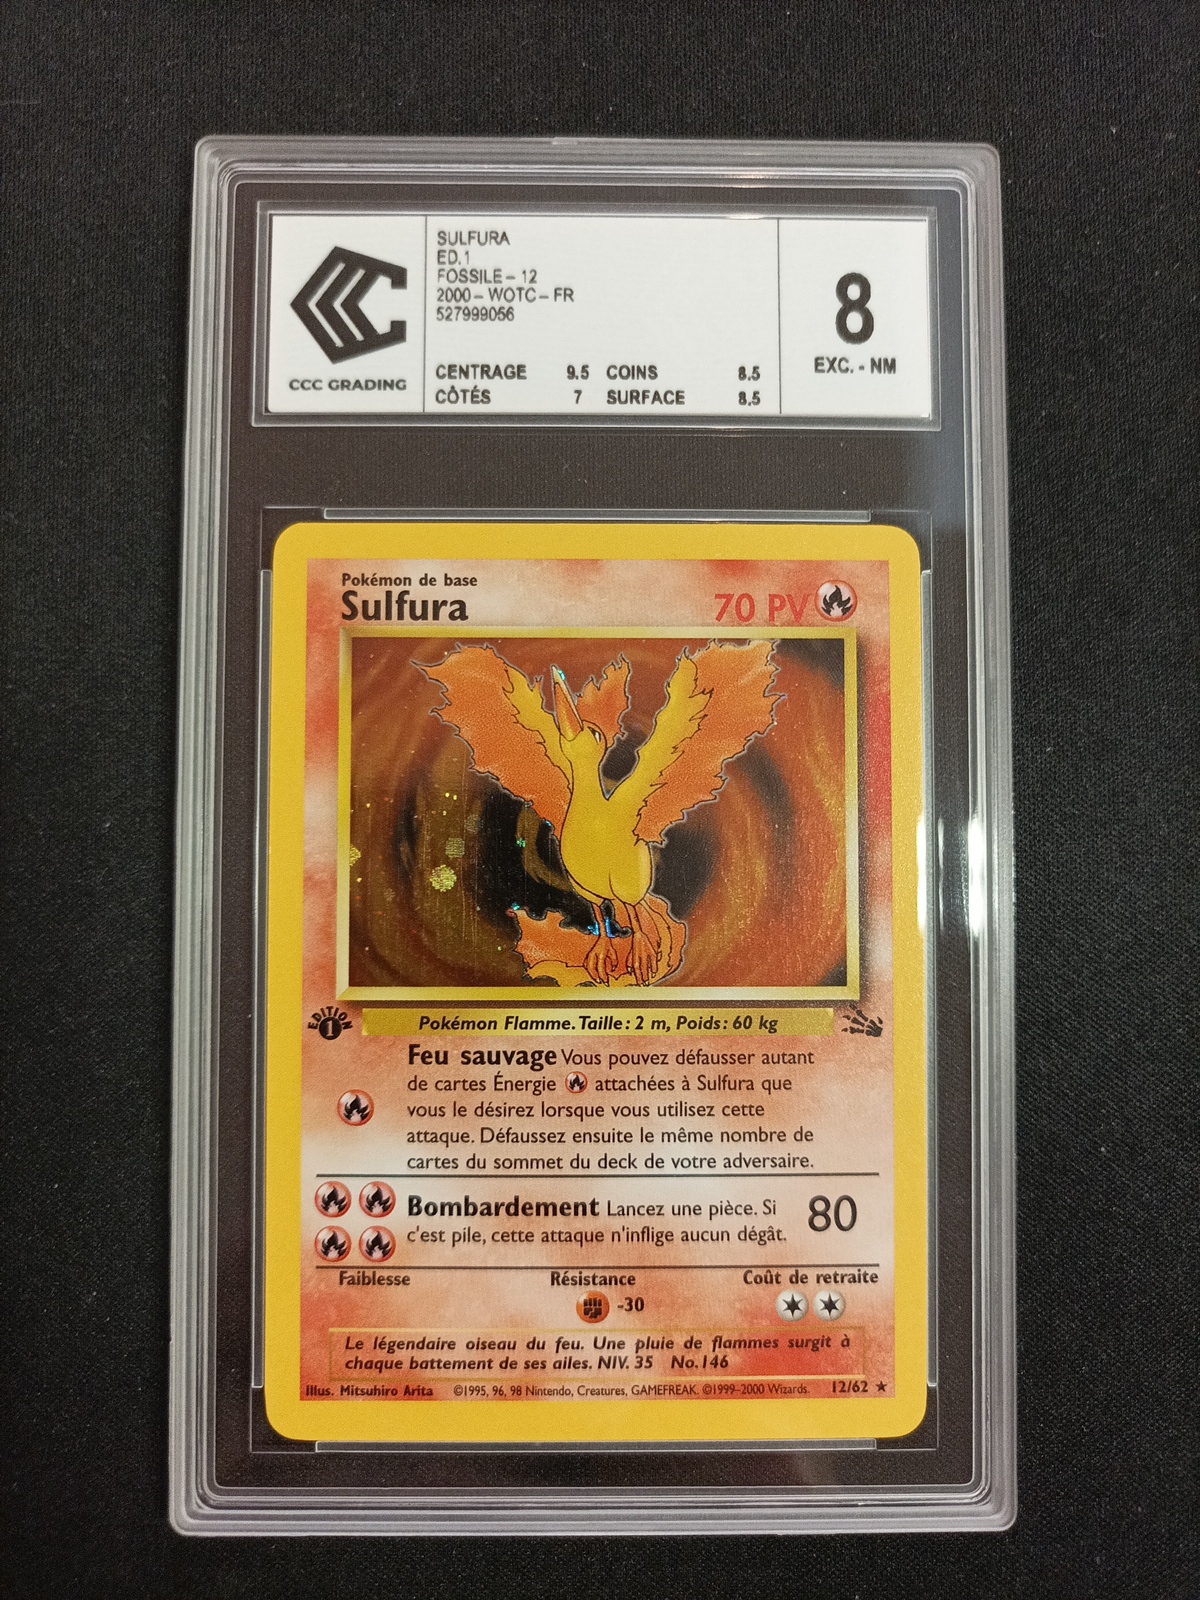 SULFURA
ED.1
FOSSILE - 12
2000 - WOTC - FR
527999056
CCC GRADING
CENTRAGE 9.5 COINS 8.5
CÔTÉS 7 SURFACE 8.5
8
EXC. - NM
Pokémon de base
Sulfura 70 PV
EDITION 1
Pokémon Flamme. Taille: 2 m, Poids: 60 kg
Feu sauvage Vous pouvez défausser autant
de cartes Énergie attachées à Sulfura que
vous le désirez lorsque vous utilisez cette
attaque. Défaussez ensuite le même nombre de
cartes du sommet du deck de votre adversaire.
Bombardement Lancez une pièce. Si
c'est pile, cette attaque n'inflige aucun dégât.
80
Faiblesse Résistance Coût de retraite
-30
Le légendaire oiseau du feu. Une pluie de flammes surgit à
chaque battement de ses ailes. NIV. 35 No. 146
Illus. Mitsuhiro Arita ©1995, 96, 98 Nintendo, Creatures, GAMEFREAK. ©1999-2000 Wizards. 12/62 ★